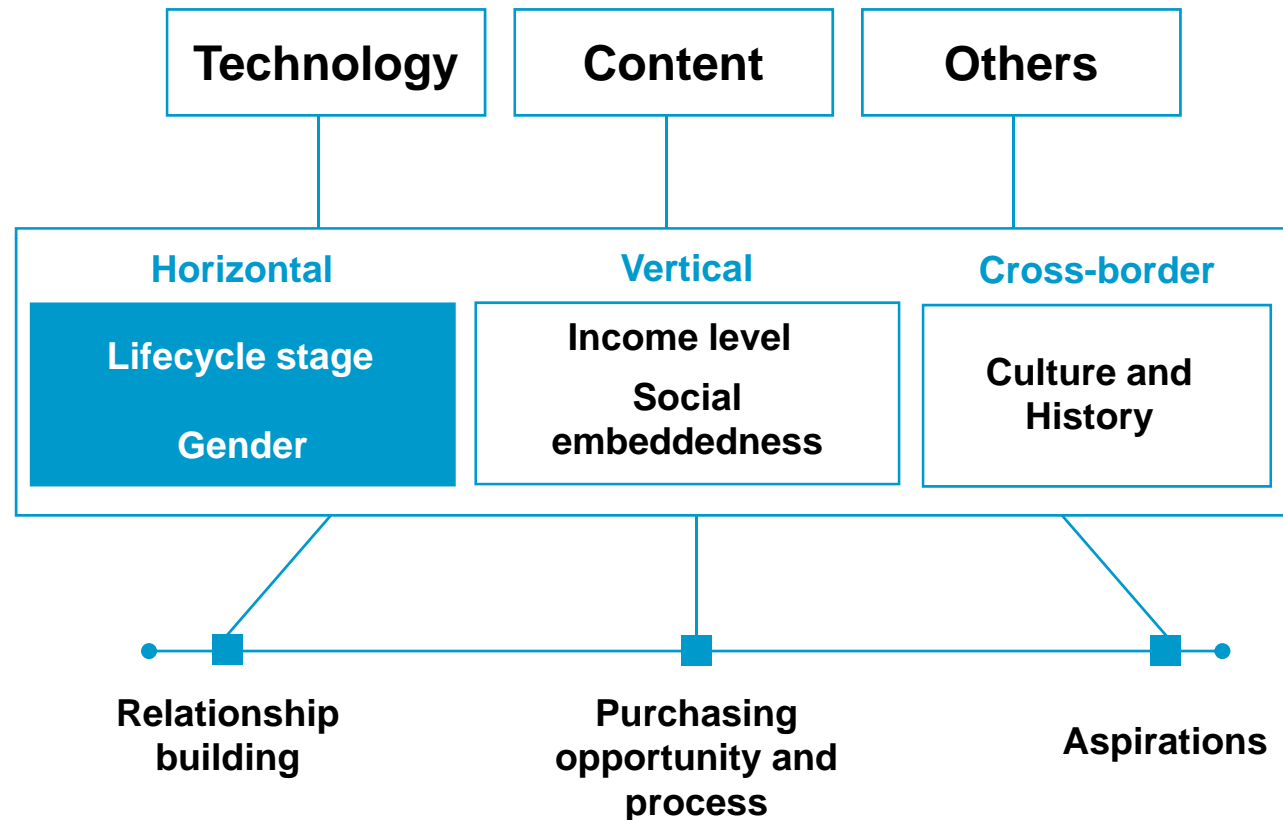 Technology
Content
Others
Horizontal
Vertical
Cross-border
Lifecycle stage
Gender
Income level
Social
embeddedness
Culture and
History
Relationship
building
Purchasing
opportunity and
process
Aspirations